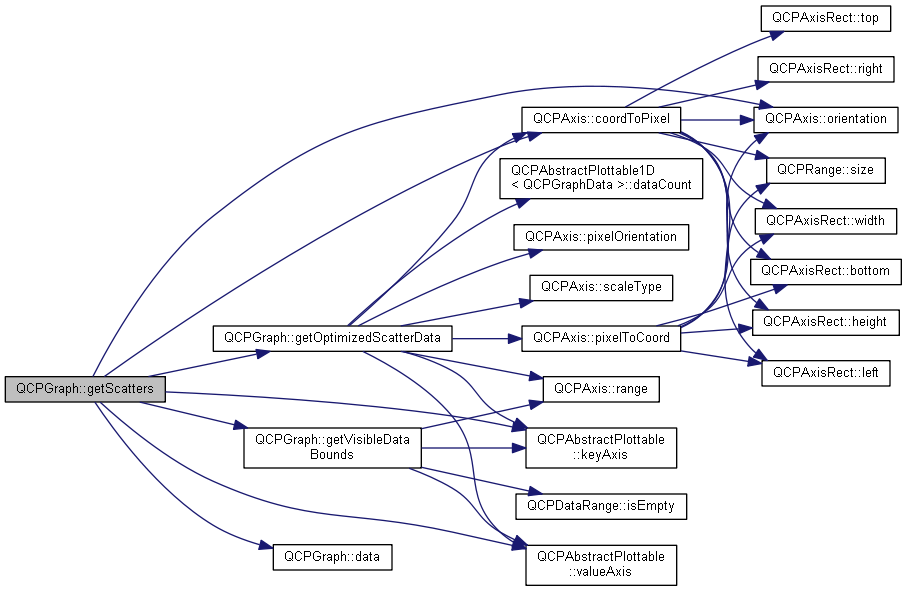 QCPGraph::getScatters
QCPGraph::getOptimizedScatterData
QCPGraph::getVisibleData
Bounds
QCPGraph::data
QCPAxis::coordToPixel
QCPAbstractPlottable1D
< QCPGraphData >::dataCount
QCPAxis::pixelOrientation
QCPAxis::scaleType
QCPAxis::pixelToCoord
QCPAxis::range
QCPAbstractPlottable
::keyAxis
QCPDataRange::isEmpty
QCPAbstractPlottable
::valueAxis
QCPAxisRect::top
QCPAxisRect::right
QCPAxis::orientation
QCPRange::size
QCPAxisRect::width
QCPAxisRect::bottom
QCPAxisRect::height
QCPAxisRect::left